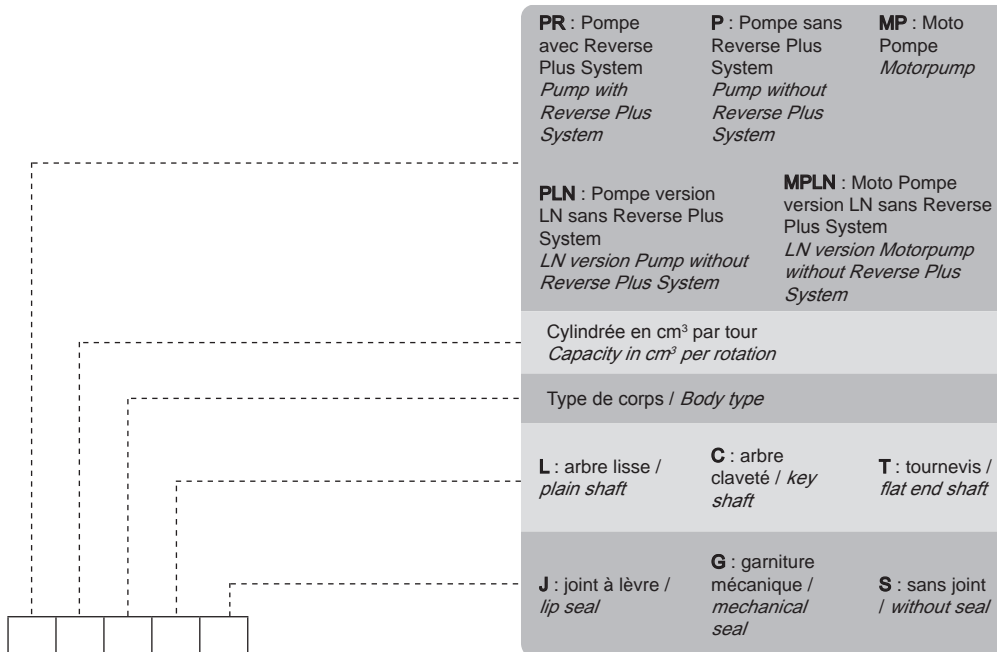 PR : Pompe
avec Reverse
Plus System
Pump with
Reverse Plus
System
P : Pompe sans
Reverse Plus
System
Pump without
Reverse Plus
System
MP : Moto
Pompe
Motorpump
PLN : Pompe version
LN sans Reverse Plus
System
LN version Pump without
Reverse Plus System
MPLN : Moto Pompe
version LN sans Reverse
Plus System
LN version Motorpump
without Reverse Plus
System
Cylindrée en cm³ par tour
Capacity in cm³ per rotation
Type de corps / Body type
L : arbre lisse /
plain shaft
C : arbre
claveté / key
shaft
T : tournevis /
flat end shaft
J : joint à lèvre /
lip seal
G : garniture
mécanique /
mechanical
seal
S : sans joint
/ without seal